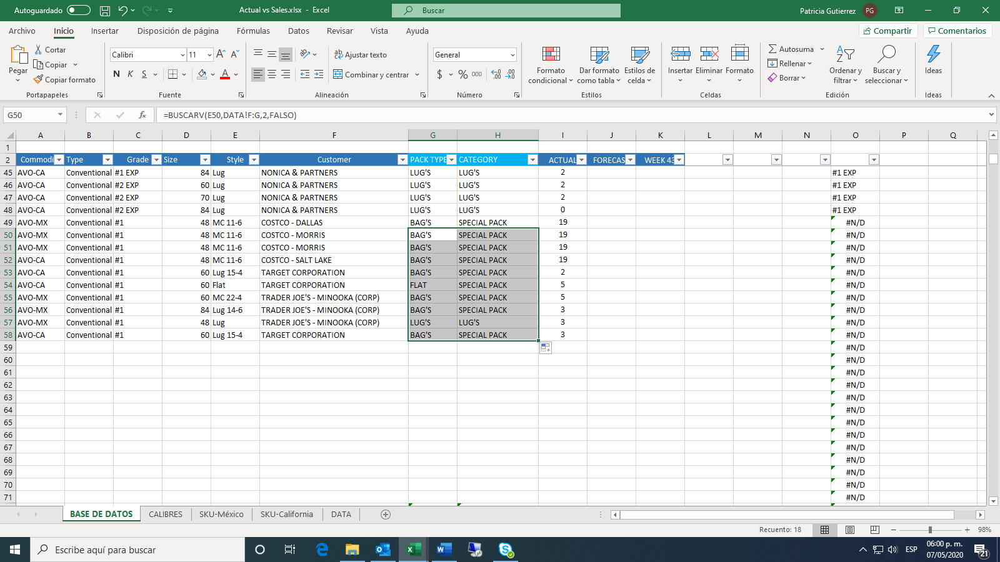 Autoguardado
Actual vs Sales.xlsx - Excel
Buscar
Patricia Gutierrez PG
Archivo Inicio Insertar Disposición de página Fórmulas Datos Revisar Vista Ayuda
Compartir Comentarios
Pegar Cortar Copiar Copiar formato
Portapapeles
Calibri 11
N K S A
Fuente
Ajustar texto
Combinar y centrar
Alineación
General
$ % 000
Número
Formato condicional
Dar formato como tabla
Estilos de celda
Estilos
Insertar Eliminar Formato
Celdas
Autosuma
Rellenar
Borrar
Ordenar y filtrar
Buscar y seleccionar
Edición
Ideas
Ideas
G50 fx =BUSCARV(E50,DATA!F:G,2,FALSO)
A B C D E F G H I J K L M N O P Q
1
2 Commodi Type Grade Size Style Customer PACK TYPE CATEGORY ACTUAL FORECAS WEEK 43
45 AVO-CA Conventional #1 EXP 84 Lug NONICA & PARTNERS LUG'S LUG'S 2 #1 EXP
46 AVO-CA Conventional #2 EXP 60 Lug NONICA & PARTNERS LUG'S LUG'S 2 #1 EXP
47 AVO-CA Conventional #2 EXP 70 Lug NONICA & PARTNERS LUG'S LUG'S 2 #1 EXP
48 AVO-CA Conventional #2 EXP 84 Lug NONICA & PARTNERS LUG'S LUG'S 0 #1 EXP
49 AVO-MX Conventional #1 48 MC 11-6 COSTCO - DALLAS BAG'S SPECIAL PACK 19 #N/D
50 AVO-MX Conventional #1 48 MC 11-6 COSTCO - MORRIS BAG'S SPECIAL PACK 19 #N/D
51 AVO-MX Conventional #1 48 MC 11-6 COSTCO - MORRIS BAG'S SPECIAL PACK 19 #N/D
52 AVO-CA Conventional #1 48 MC 11-6 COSTCO - SALT LAKE BAG'S SPECIAL PACK 19 #N/D
53 AVO-CA Conventional #1 60 Lug 15-4 TARGET CORPORATION BAG'S SPECIAL PACK 2 #N/D
54 AVO-CA Conventional #1 60 Flat TARGET CORPORATION FLAT SPECIAL PACK 5 #N/D
55 AVO-MX Conventional #1 60 MC 22-4 TRADER JOE'S - MINOOKA (CORP) BAG'S SPECIAL PACK 5 #N/D
56 AVO-MX Conventional #1 84 Lug 14-6 TRADER JOE'S - MINOOKA (CORP) BAG'S SPECIAL PACK 3 #N/D
57 AVO-MX Conventional #1 48 Lug TRADER JOE'S - MINOOKA (CORP) LUG'S LUG'S 3 #N/D
58 AVO-CA Conventional #1 60 Lug 15-4 TARGET CORPORATION BAG'S SPECIAL PACK 3 #N/D
59 #N/D
60 #N/D
61 #N/D
62 #N/D
63 #N/D
64 #N/D
65 #N/D
66 #N/D
67 #N/D
68 #N/D
69 #N/D
70 #N/D
71 #N/D
BASE DE DATOS CALIBRES SKU-México SKU-California DATA
Recuento: 18 98%
Escribe aquí para buscar
ESP
06:00 p. m.
07/05/2020
21